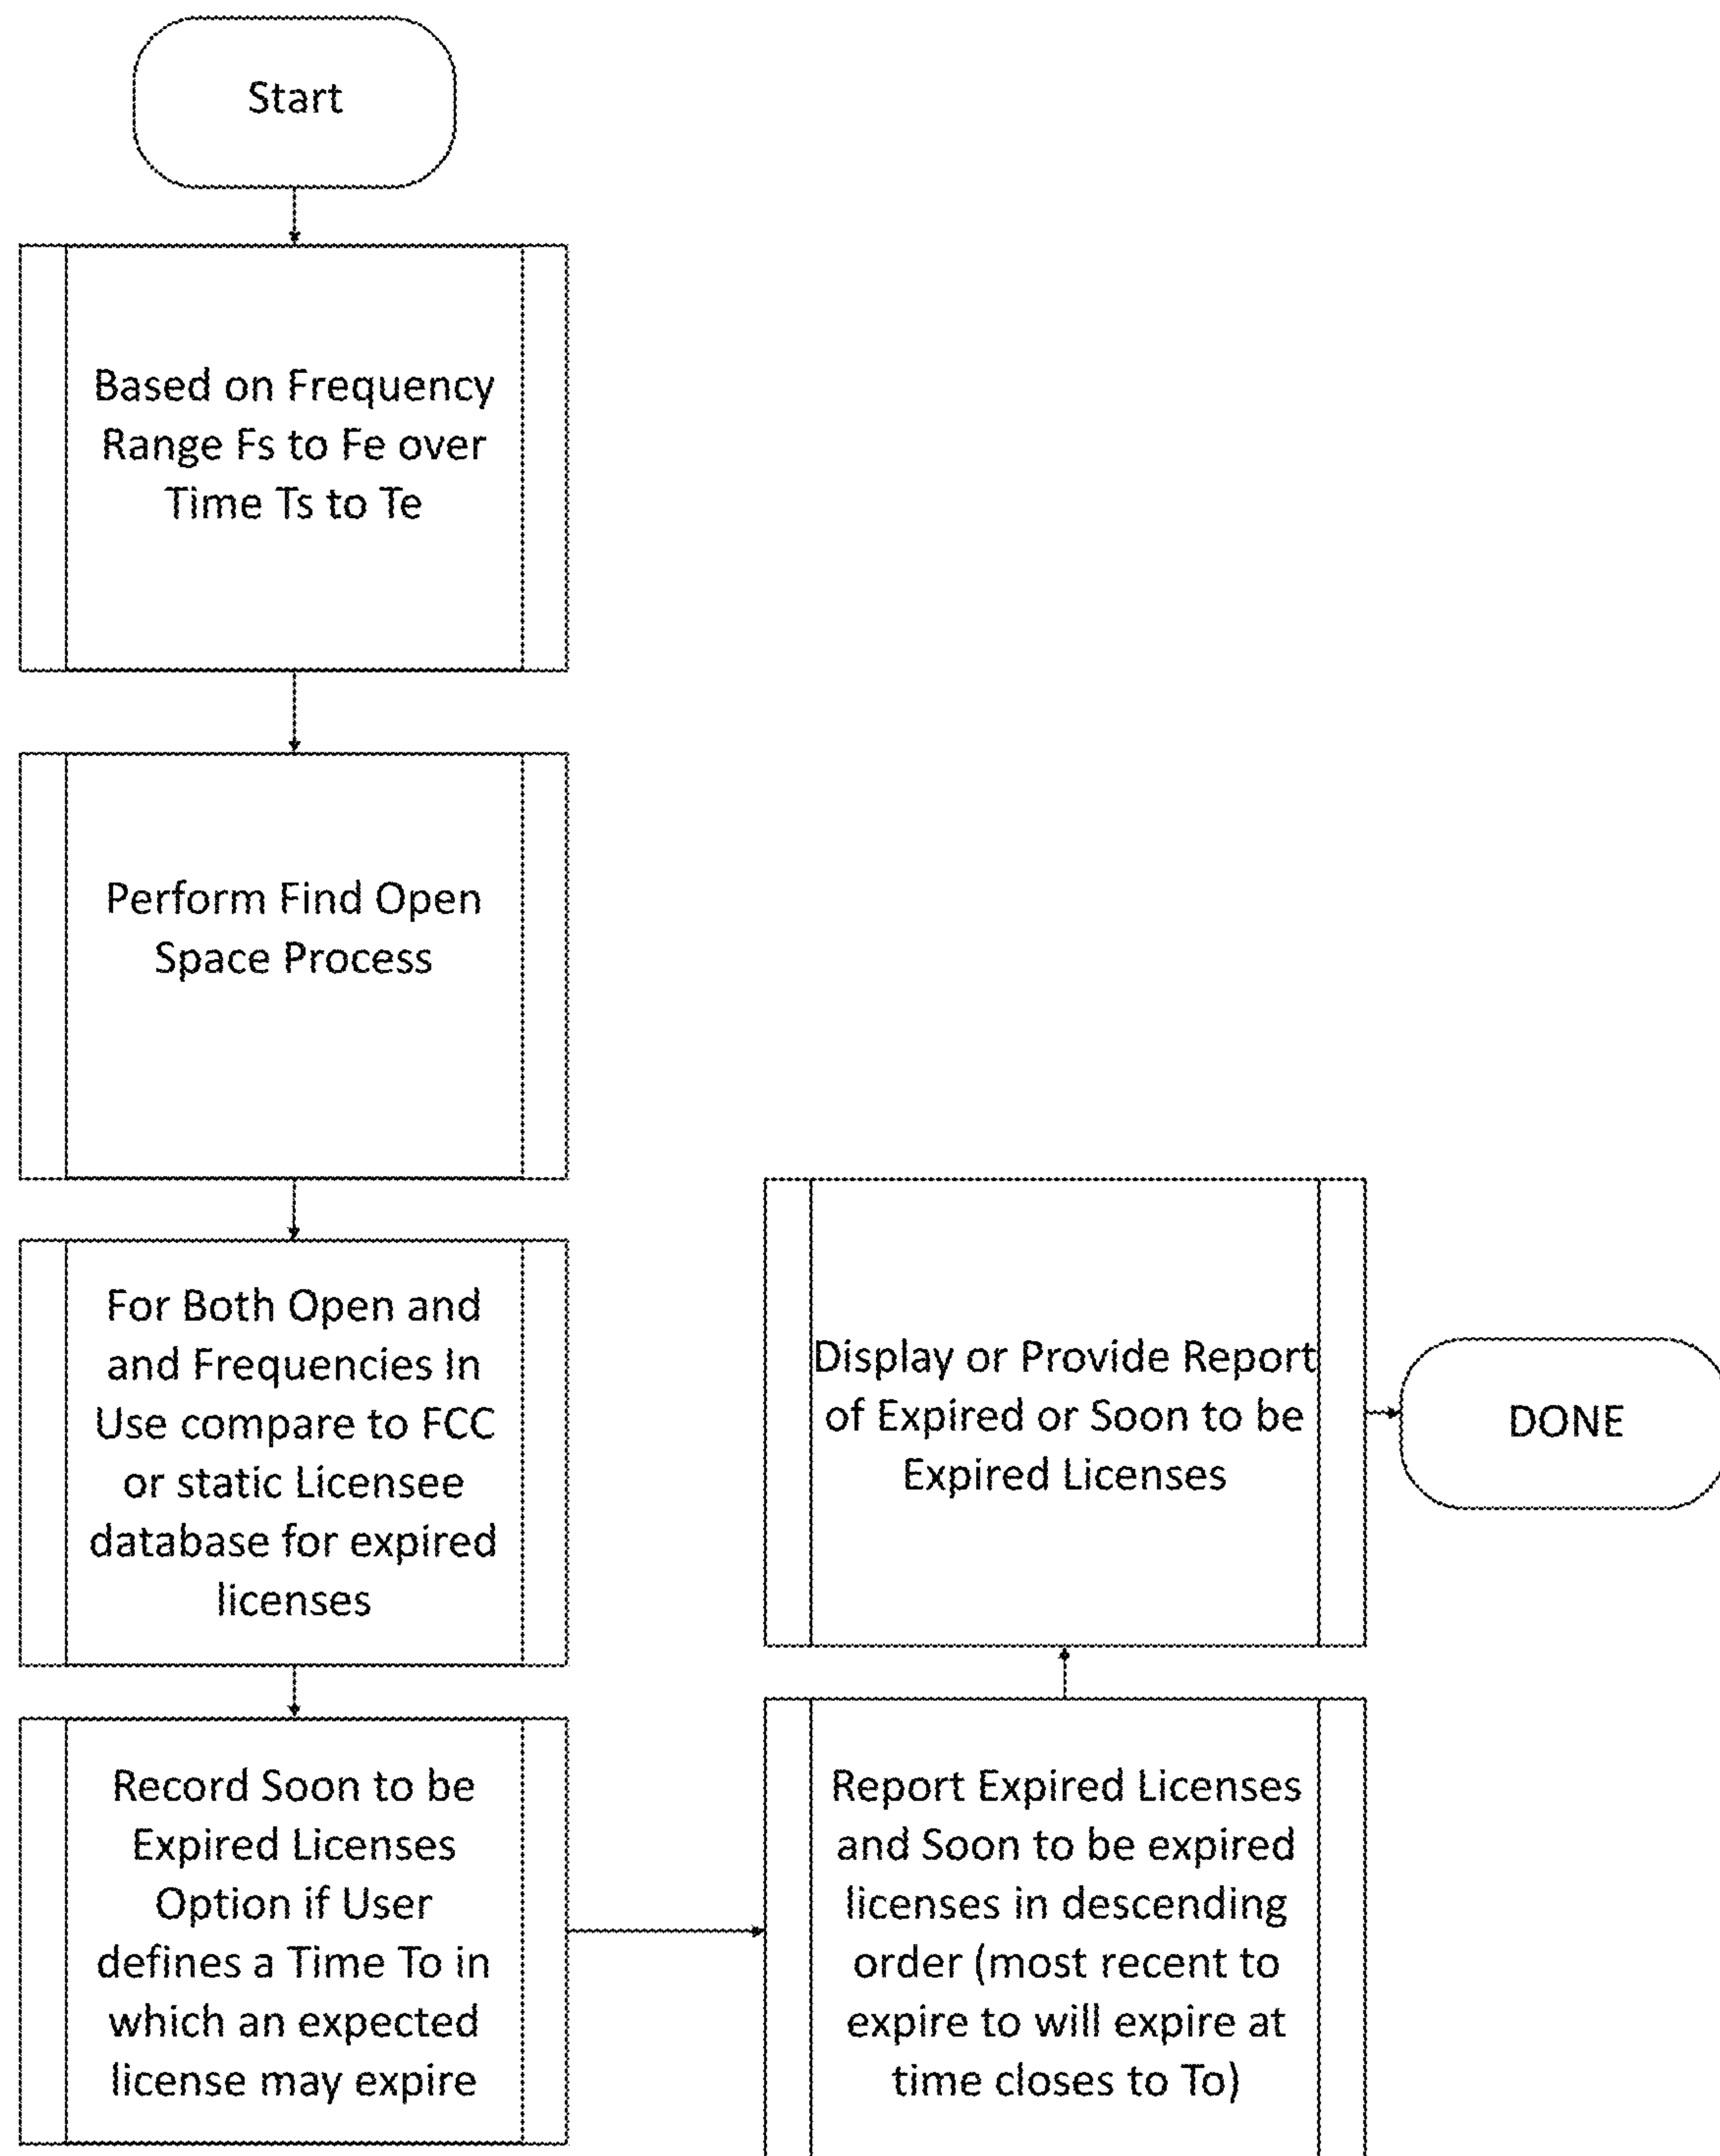 Start
Based on Frequency
Range Fs to Fe over
Time Ts to Te
Perform Find Open
Space Process
For Both Open and
and Frequencies In
Use compare to FCC
or static Licensee
database for expired
licenses
Record Soon to be
Expired Licenses
Option if User
defines a Time To in
which an expected
license may expire
Report Expired Licenses
and Soon to be expired
licenses in descending
order (most recent to
expire to will expire at
time closes to To)
Display or Provide Report
of Expired or Soon to be
Expired Licenses
DONE